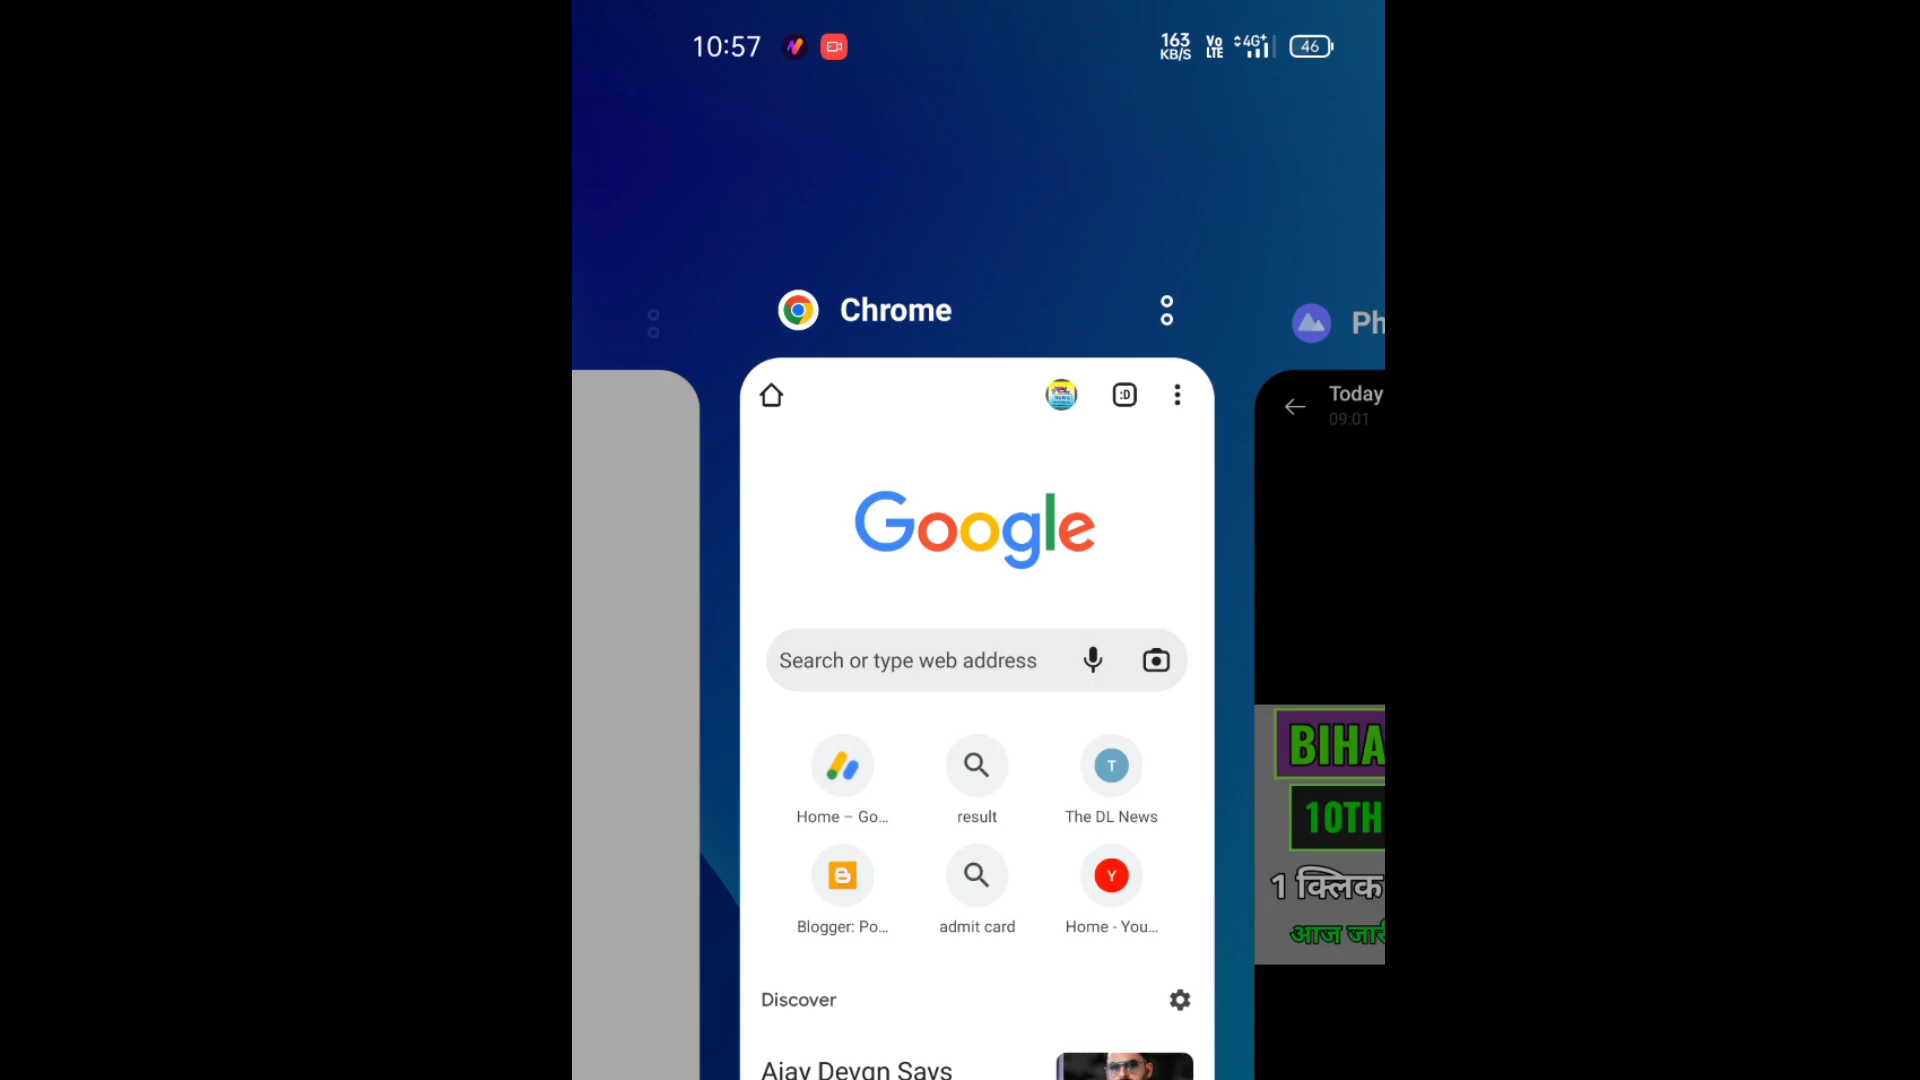 10:57
163 KB/S Vo LTE 4G+ 46
Chrome
Ph
:D
Today
09:01
Google
Search or type web address
T
Home – Go...
result
The DL News
Y
Blogger: Po...
admit card
Home - You...
Discover
Ajay Devgn Says
BIHA
10TH
1 क्लिक
आज जारी